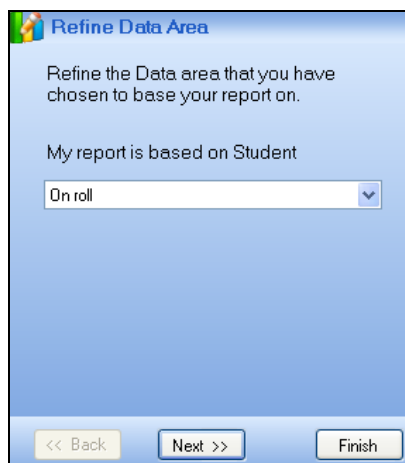 Refine Data Area
Refine the Data area that you have
chosen to base your report on.
My report is based on Student
On roll
<< Back
Next >>
Finish